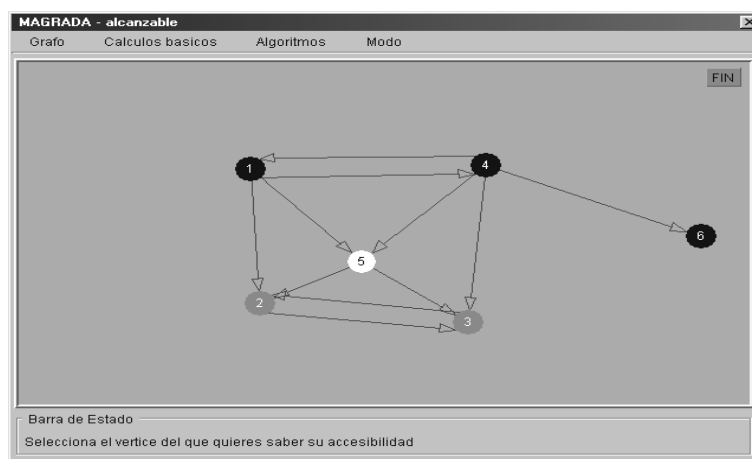 MAGRADA - alcanzable
Grafo Calculos basicos Algoritmos Modo
FIN
1
4
6
5
2
3
Barra de Estado
Selecciona el vertice del que quieres saber su accesibilidad